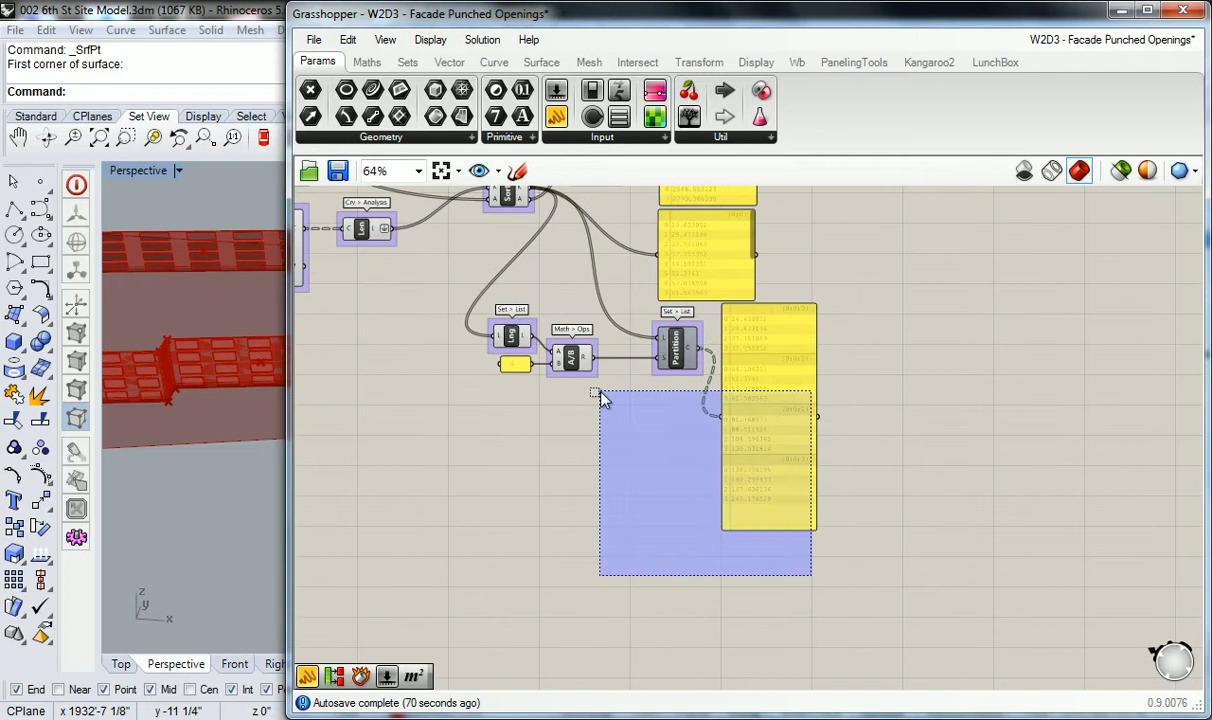 002 6th St Site Model.3dm (1067 KB) - Rhinoceros 5.
File Edit View Curve Surface Solid Mesh
Command: _SrfPt
First corner of surface:
Command:
Standard CPlanes Set View Display Select
Perspective
z
y
x
Top Perspective Front
End Near Point Mid Cen Int
CPlane x 1932'-7 1/8" y -11 1/4" z 0"
Grasshopper - W2D3 - Facade Punched Openings*
File Edit View Display Solution Help
W2D3 - Facade Punched Openings*
Params Maths Sets Vector Curve Surface Mesh Intersect Transform Display Wb PanelingTools Kangaroo2 LunchBox
Geometry Primitive Input Util
64%
Crv > Analysis
Len
Sort
Set > List
Lng
Math > Ops
A/B
A
B
R
Set > List
Partition
L
S
C
m²
Autosave complete (70 seconds ago)
0.9.0076